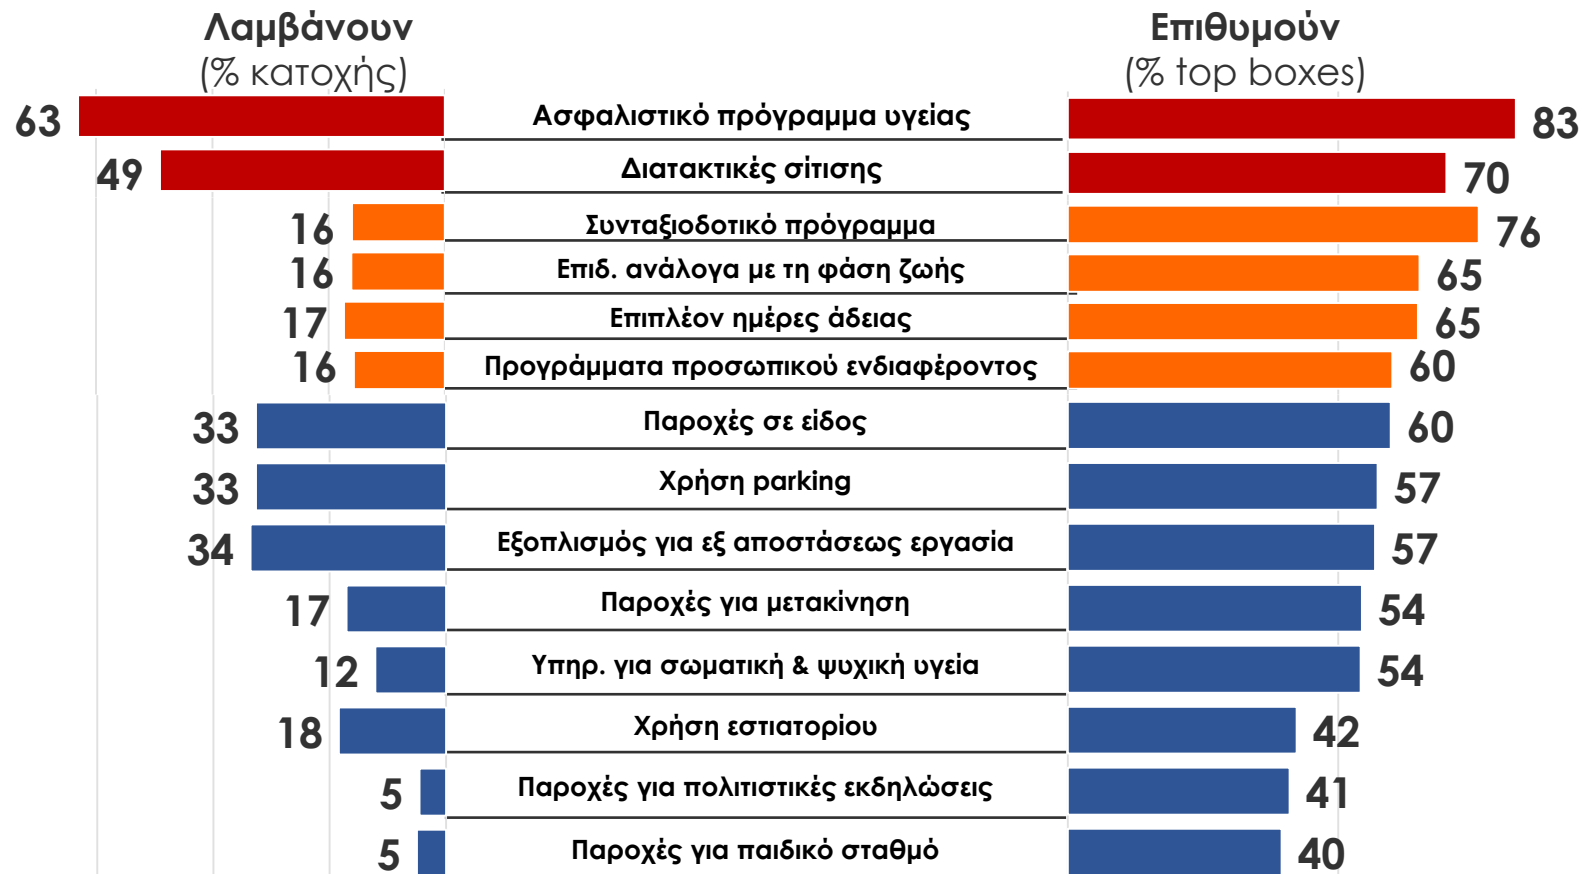 Λαμβάνουν
(% κατοχής)
Επιθυμούν
(% top boxes)
63 Ασφαλιστικό πρόγραμμα υγείας 83
49 Διατακτικές σίτισης 70
16 Συνταξιοδοτικό πρόγραμμα 76
16 Επιδ. ανάλογα με τη φάση ζωής 65
17 Επιπλέον ημέρες άδειας 65
16 Προγράμματα προσωπικού ενδιαφέροντος 60
33 Παροχές σε είδος 60
33 Χρήση parking 57
34 Εξοπλισμός για εξ αποστάσεως εργασία 57
17 Παροχές για μετακίνηση 54
12 Υπηρ. για σωματική & ψυχική υγεία 54
18 Χρήση εστιατορίου 42
5 Παροχές για πολιτιστικές εκδηλώσεις 41
5 Παροχές για παιδικό σταθμό 40